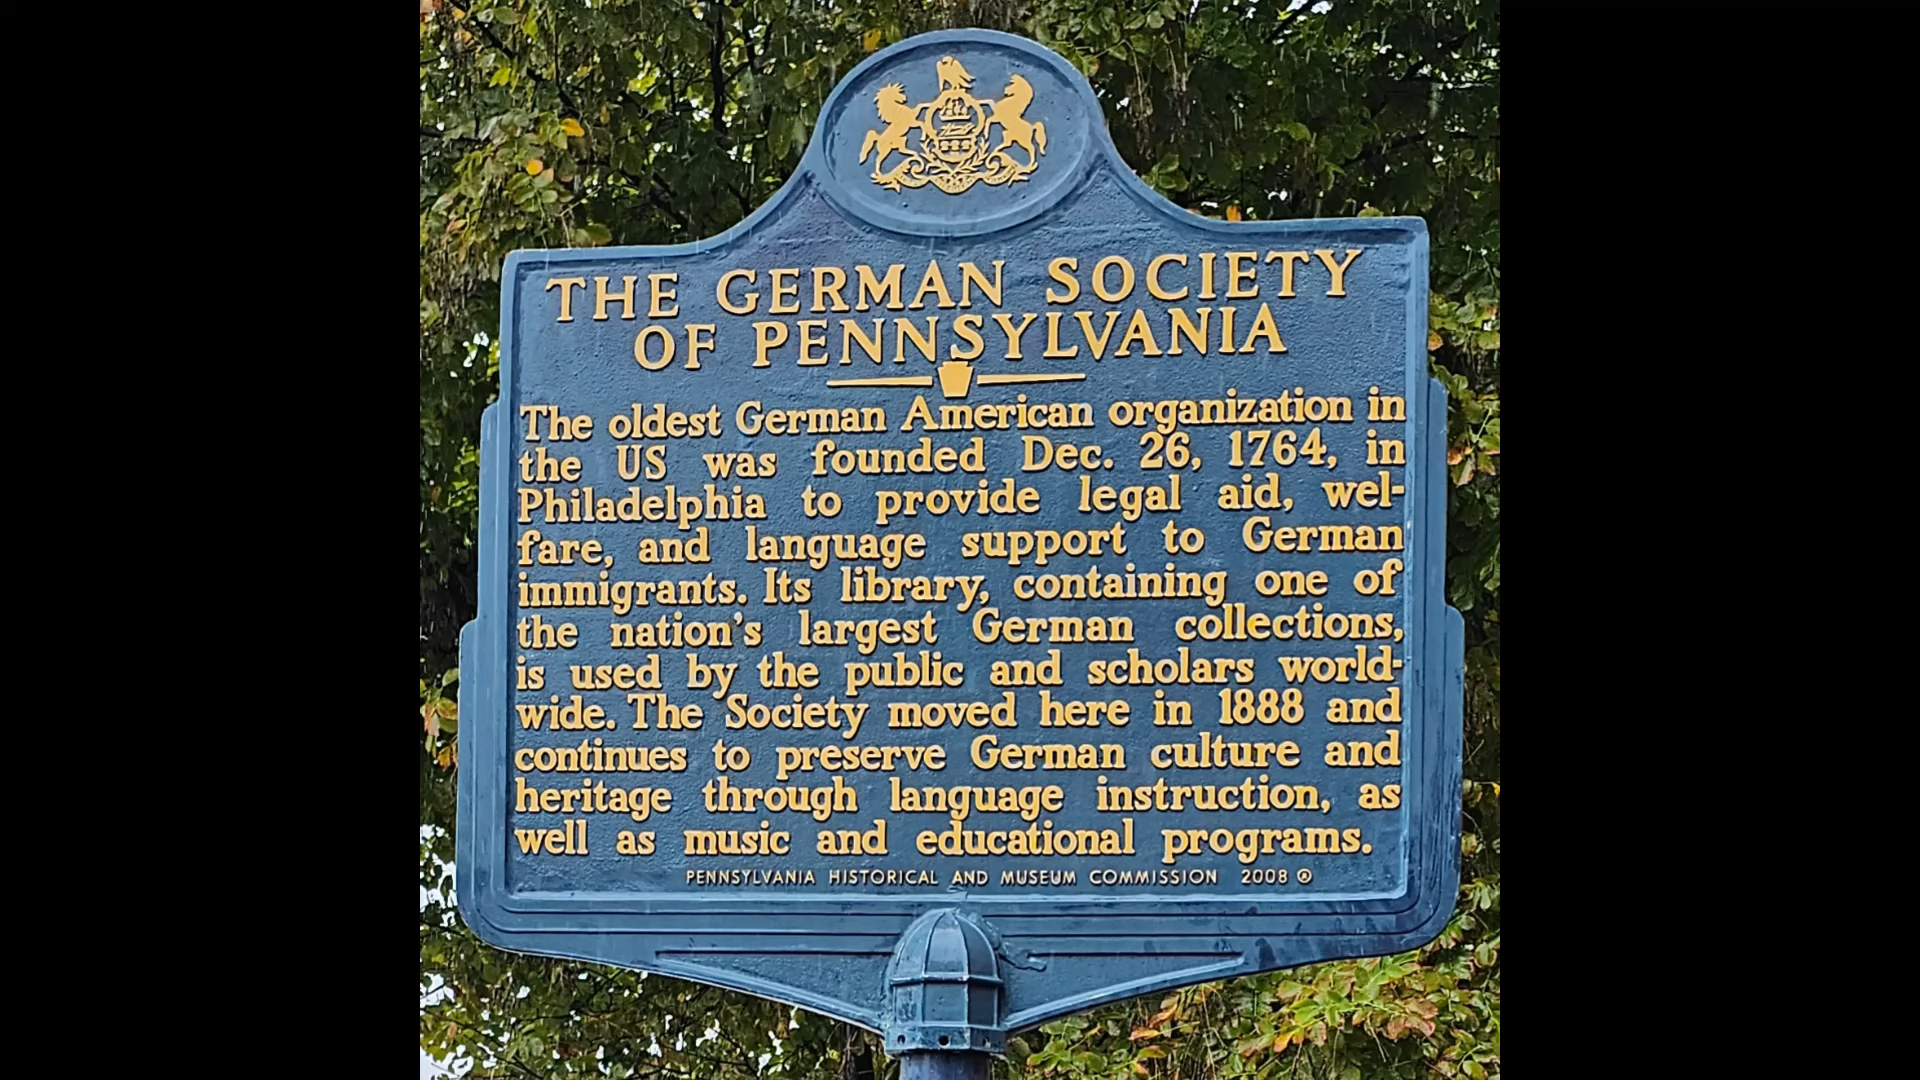 THE GERMAN SOCIETY
OF PENNSYLVANIA
The oldest German American organization in
the US was founded Dec. 26, 1764, in
Philadelphia to provide legal aid, wel-
fare, and language support to German
immigrants. Its library, containing one of
the nation's largest German collections,
is used by the public and scholars world-
wide. The Society moved here in 1888 and
continues to preserve German culture and
heritage through language instruction, as
well as music and educational programs.
PENNSYLVANIA HISTORICAL AND MUSEUM COMMISSION 2008 ®